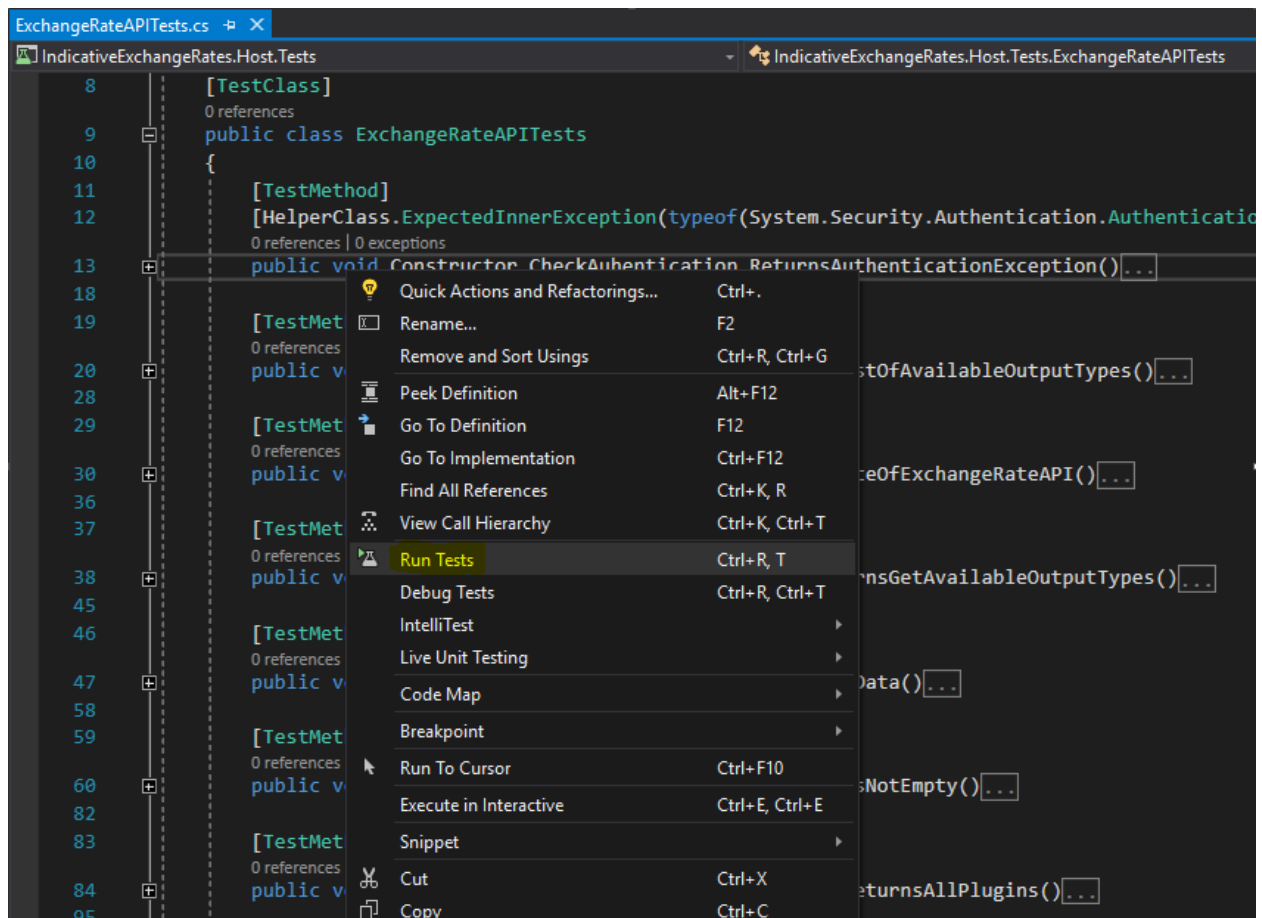 ExchangeRateAPITests.cs
IndicativeExchangeRates.Host.Tests IndicativeExchangeRates.Host.Tests.ExchangeRateAPITests
8 [TestClass]
0 references
9 public class ExchangeRateAPITests
10 {
11 [TestMethod]
12 [HelperClass.ExpectedInnerException(typeof(System.Security.Authentication.Authenticatio
0 references | 0 exceptions
13 public void Constructor_CheckAuhentication_ReturnsAuthenticationException()...
18 Quick Actions and Refactorings... Ctrl+.
19 [TestMet Rename... F2
0 references Remove and Sort Usings Ctrl+R, Ctrl+G
20 public v stOfAvailableOutputTypes()...
28 Peek Definition Alt+F12
29 [TestMet Go To Definition F12
0 references Go To Implementation Ctrl+F12
30 public v teOfExchangeRateAPI()...
36 Find All References Ctrl+K, R
37 [TestMet View Call Hierarchy Ctrl+K, Ctrl+T
0 references Run Tests Ctrl+R, T
38 public v rnsGetAvailableOutputTypes()...
45 Debug Tests Ctrl+R, Ctrl+T
46 [TestMet IntelliTest
0 references Live Unit Testing
47 public v Data()...
58 Code Map
59 [TestMet Breakpoint
0 references Run To Cursor Ctrl+F10
60 public v sNotEmpty()...
82 Execute in Interactive Ctrl+E, Ctrl+E
83 [TestMet Snippet
0 references Cut Ctrl+X
84 public v eturnsAllPlugins()...
95 Copy Ctrl+C